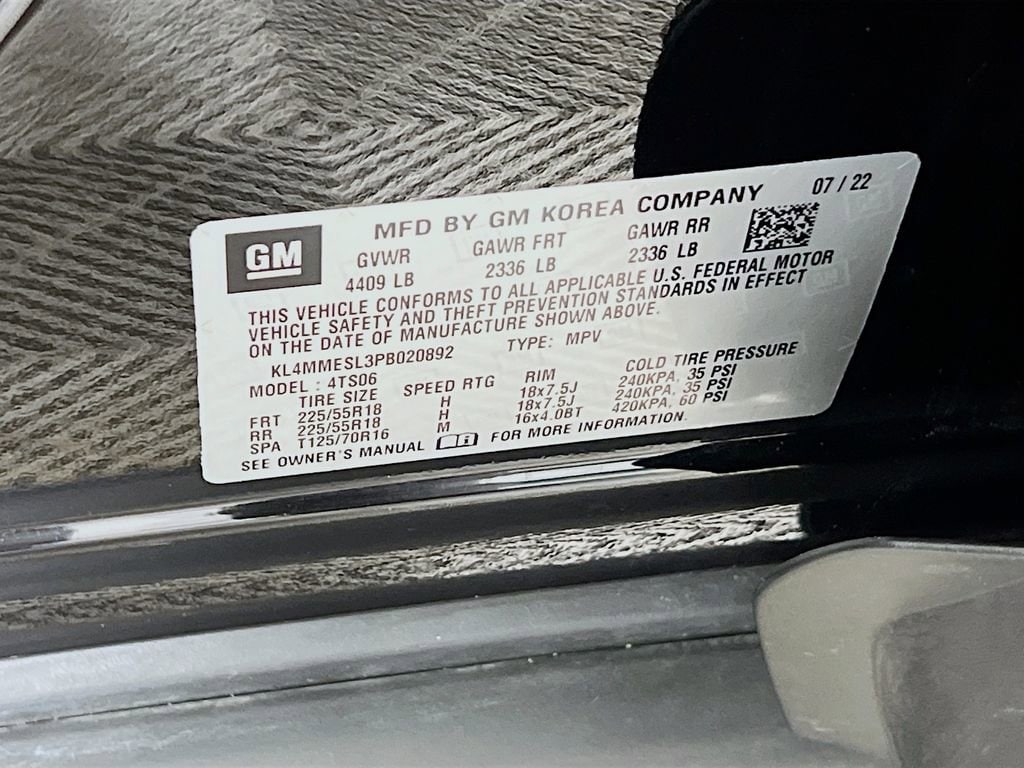 GM
MFD BY GM KOREA COMPANY 07 / 22
GVWR GAWR FRT GAWR RR
4409 LB 2336 LB 2336 LB
THIS VEHICLE CONFORMS TO ALL APPLICABLE U.S. FEDERAL MOTOR
VEHICLE SAFETY AND THEFT PREVENTION STANDARDS IN EFFECT
ON THE DATE OF MANUFACTURE SHOWN ABOVE.
KL4MMESL3PB020892 TYPE: MPV
MODEL : 4TS06
TIRE SIZE SPEED RTG RIM COLD TIRE PRESSURE
FRT 225/55R18 H 18x7.5J 240KPA, 35 PSI
RR 225/55R18 H 18x7.5J 240KPA, 35 PSI
SPA T125/70R16 M 16x4.0BT 420KPA, 60 PSI
SEE OWNER'S MANUAL FOR MORE INFORMATION.